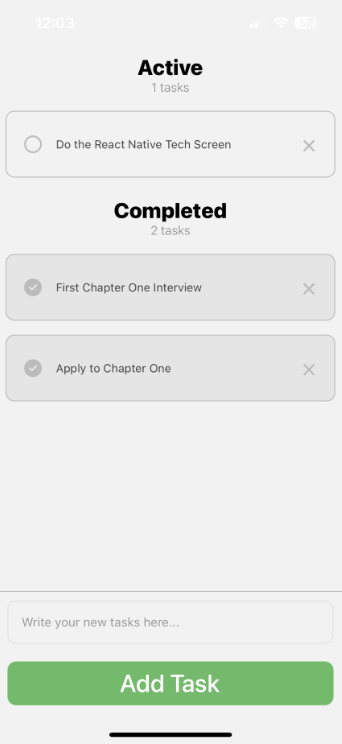 12:03
Active
1 tasks
Do the React Native Tech Screen
Completed
2 tasks
First Chapter One Interview
Apply to Chapter One
Write your new tasks here...
Add Task